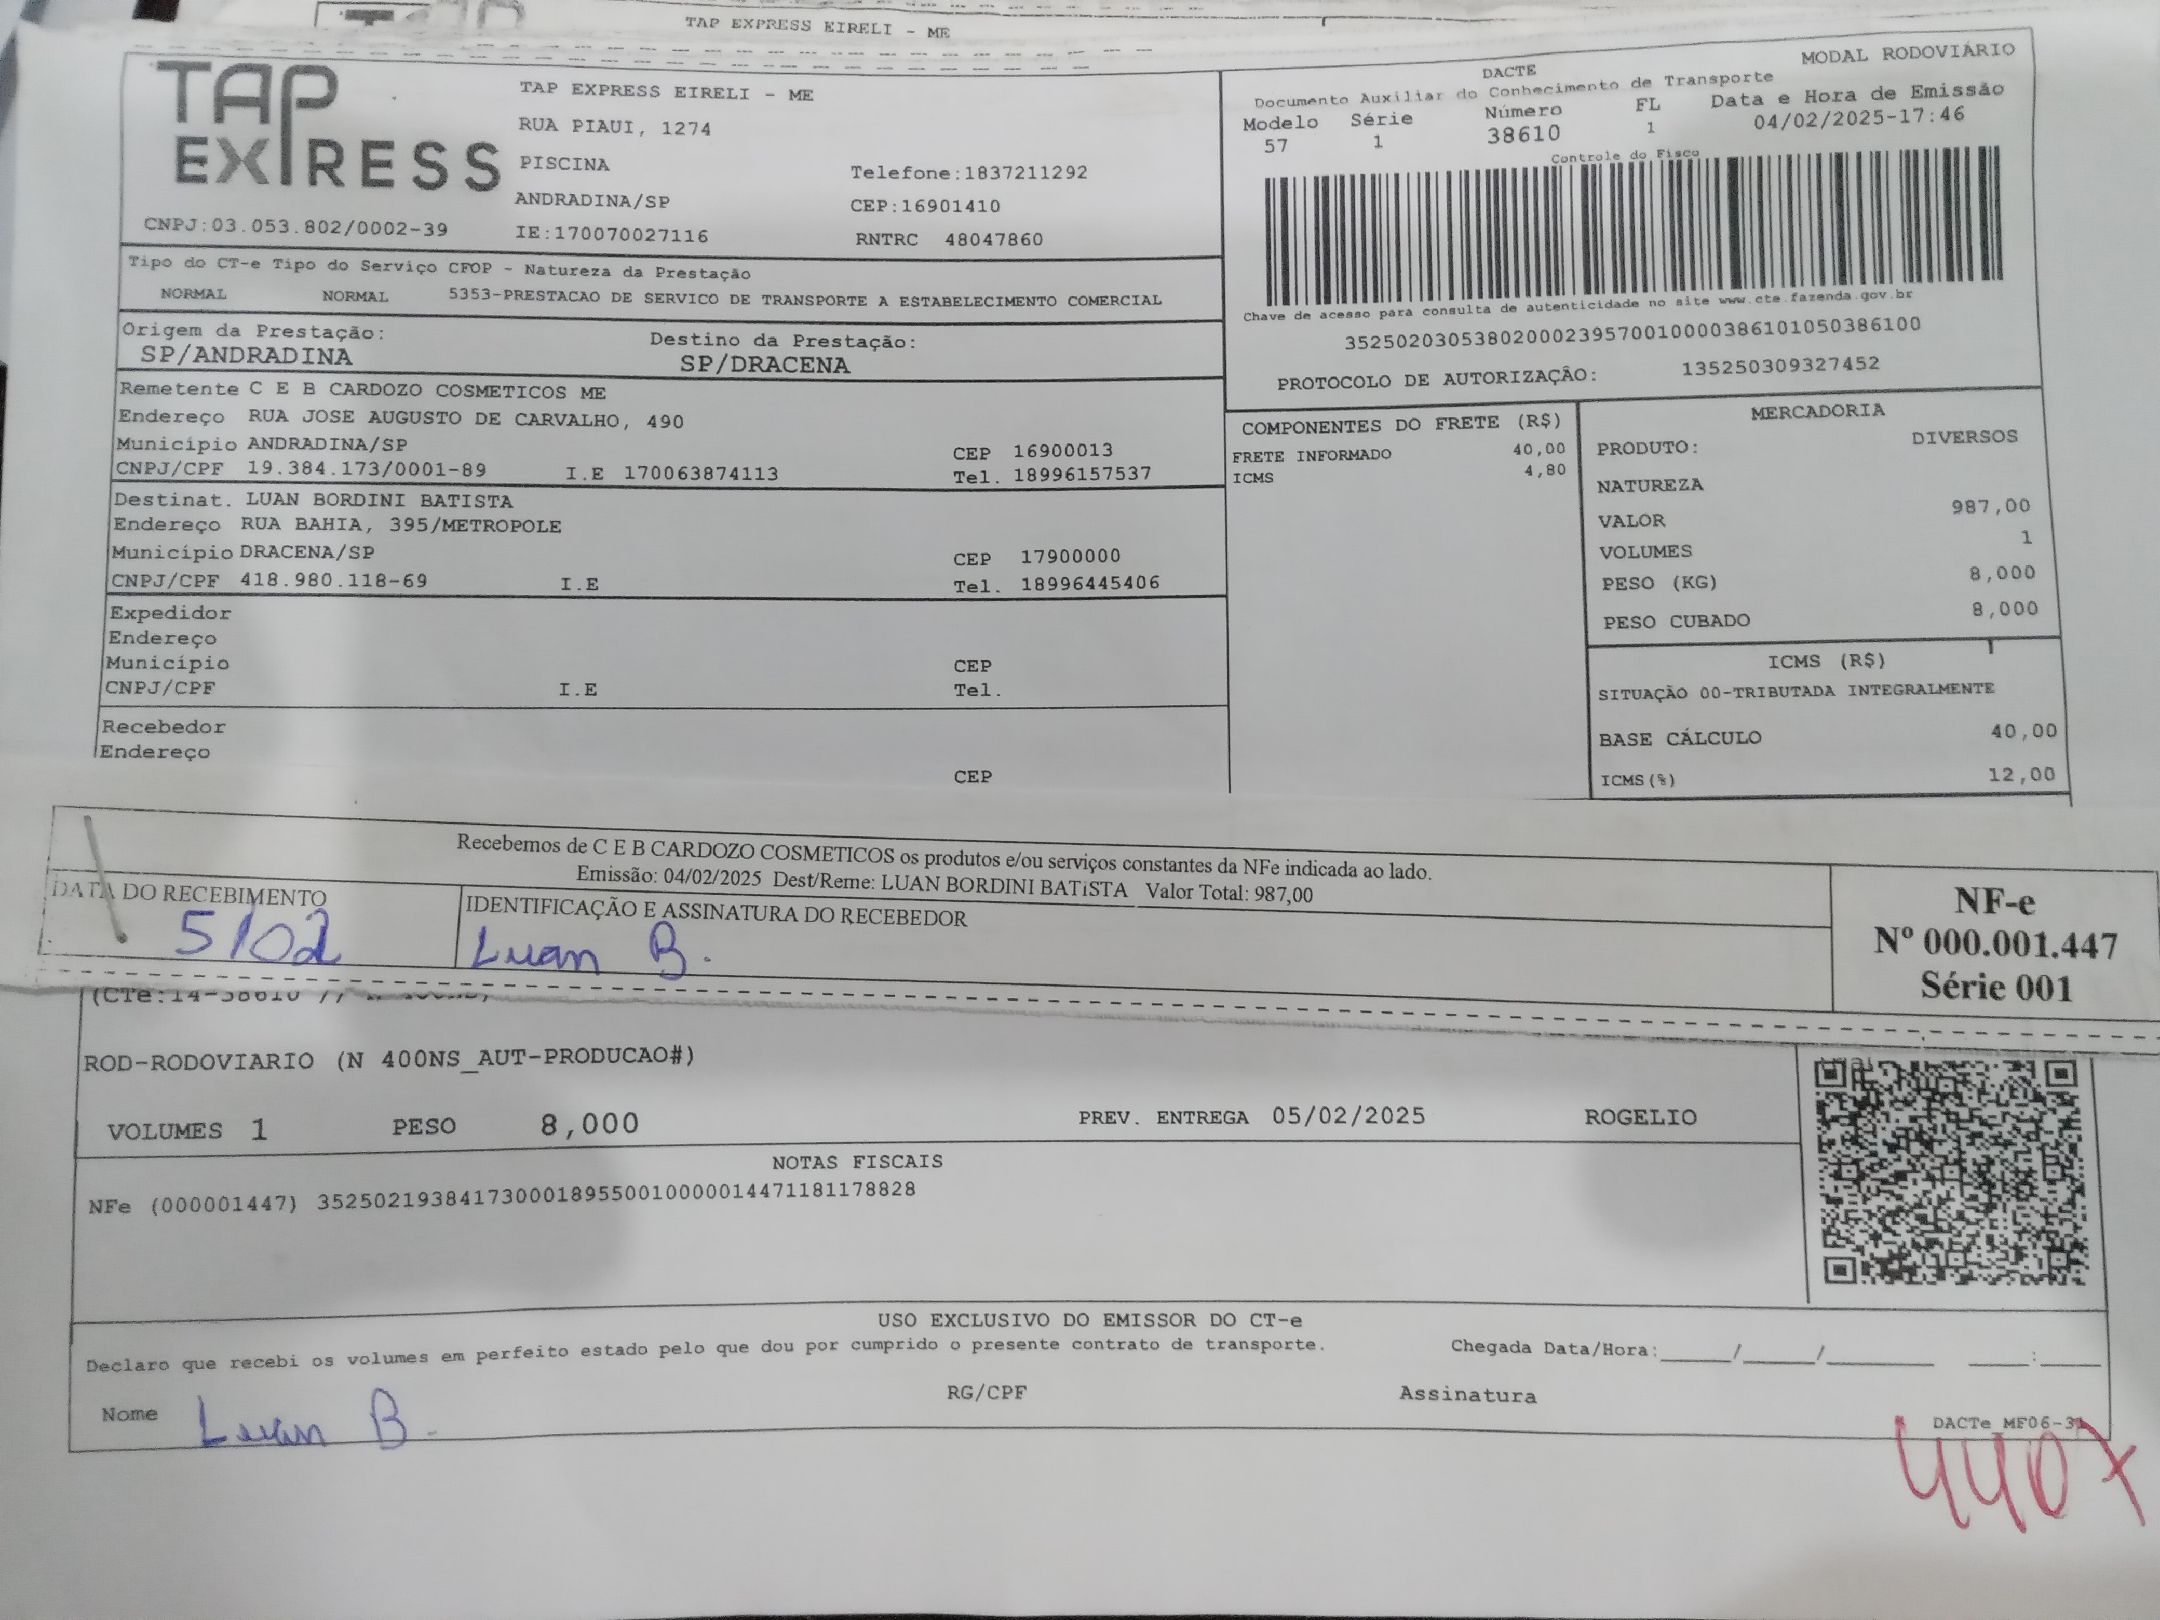 TAP EXPRESS EIRELI - ME
TAP EXPRESS
TAP EXPRESS EIRELI - ME
RUA PIAUI, 1274
PISCINA
Telefone:1837211292
ANDRADINA/SP
CEP:16901410
CNPJ:03.053.802/0002-39
IE:170070027116
RNTRC 48047860
MODAL RODOVIÁRIO
DACTE
Documento Auxiliar do Conhecimento de Transporte
Modelo Série Número FL Data e Hora de Emissão
57 1 38610 1 04/02/2025-17:46
Controle do Fisco
Chave de acesso para consulta de autenticidade no site www.cte.fazenda.gov.br
35250203053802000239570010000386101050386100
PROTOCOLO DE AUTORIZAÇÃO: 135250309327452
Tipo do CT-e Tipo do Serviço CFOP - Natureza da Prestação
NORMAL NORMAL 5353-PRESTACAO DE SERVICO DE TRANSPORTE A ESTABELECIMENTO COMERCIAL
Origem da Prestação: Destino da Prestação:
SP/ANDRADINA SP/DRACENA
Remetente C E B CARDOZO COSMETICOS ME
Endereço RUA JOSE AUGUSTO DE CARVALHO, 490
Município ANDRADINA/SP CEP 16900013
CNPJ/CPF 19.384.173/0001-89 I.E 170063874113 Tel. 18996157537
Destinat. LUAN BORDINI BATISTA
Endereço RUA BAHIA, 395/METROPOLE
Município DRACENA/SP CEP 17900000
CNPJ/CPF 418.980.118-69 I.E Tel. 18996445406
Expedidor
Endereço
Município CEP
CNPJ/CPF I.E Tel.
Recebedor
Endereço
CEP
COMPONENTES DO FRETE (R$)
FRETE INFORMADO 40,00
ICMS 4,80
MERCADORIA
PRODUTO: DIVERSOS
NATUREZA
VALOR 987,00
VOLUMES 1
PESO (KG) 8,000
PESO CUBADO 8,000
ICMS (R$)
SITUAÇÃO 00-TRIBUTADA INTEGRALMENTE
BASE CÁLCULO 40,00
ICMS(%) 12,00
Recebemos de C E B CARDOZO COSMETICOS os produtos e/ou serviços constantes da NFe indicada ao lado.
Emissão: 04/02/2025 Dest/Reme: LUAN BORDINI BATISTA Valor Total: 987,00
DATA DO RECEBIMENTO
5/02
IDENTIFICAÇÃO E ASSINATURA DO RECEBEDOR
Luan B.
NF-e
Nº 000.001.447
Série 001
(CTe:14-38610 //
ROD-RODOVIARIO (N 400NS_AUT-PRODUCAO#)
VOLUMES 1 PESO 8,000 PREV. ENTREGA 05/02/2025 ROGELIO
NOTAS FISCAIS
NFe (000001447) 35250219384173000189550010000014471181178828
USO EXCLUSIVO DO EMISSOR DO CT-e
Declaro que recebi os volumes em perfeito estado pelo que dou por cumprido o presente contrato de transporte.
Chegada Data/Hora:_____/_____/_______ ____:____
Nome Luan B. RG/CPF Assinatura
4407